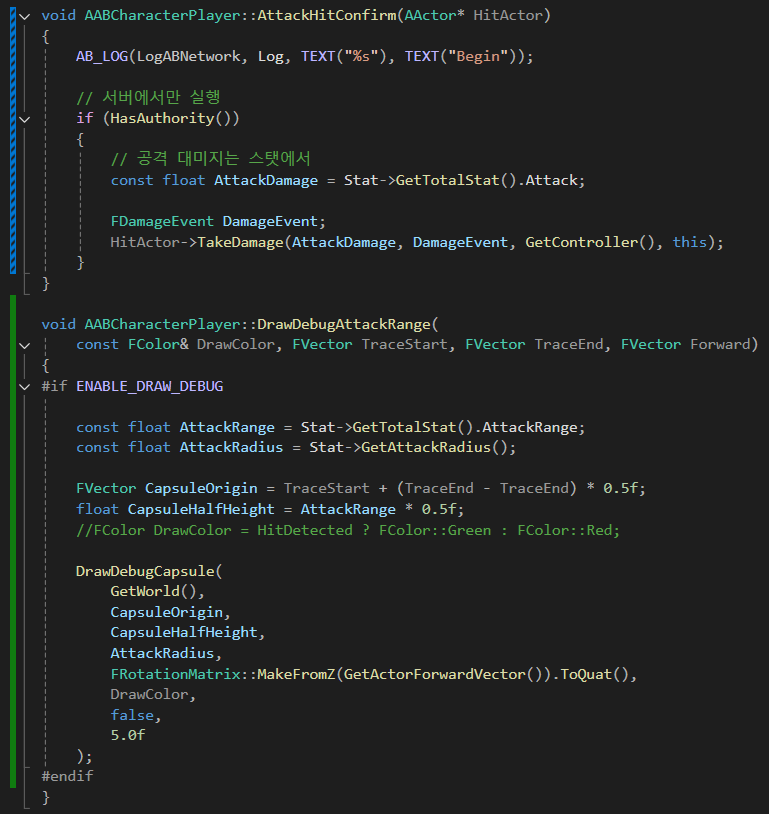 void AABCharacterPlayer::AttackHitConfirm(AActor* HitActor)
{
    AB_LOG(LogABNetwork, Log, TEXT("%s"), TEXT("Begin"));

    // 서버에서만 실행
    if (HasAuthority())
    {
        // 공격 대미지는 스탯에서
        const float AttackDamage = Stat->GetTotalStat().Attack;

        FDamageEvent DamageEvent;
        HitActor->TakeDamage(AttackDamage, DamageEvent, GetController(), this);
    }
}

void AABCharacterPlayer::DrawDebugAttackRange(
    const FColor& DrawColor, FVector TraceStart, FVector TraceEnd, FVector Forward)
{
#if ENABLE_DRAW_DEBUG

    const float AttackRange = Stat->GetTotalStat().AttackRange;
    const float AttackRadius = Stat->GetAttackRadius();

    FVector CapsuleOrigin = TraceStart + (TraceEnd - TraceEnd) * 0.5f;
    float CapsuleHalfHeight = AttackRange * 0.5f;
    //FColor DrawColor = HitDetected ? FColor::Green : FColor::Red;

    DrawDebugCapsule(
        GetWorld(),
        CapsuleOrigin,
        CapsuleHalfHeight,
        AttackRadius,
        FRotationMatrix::MakeFromZ(GetActorForwardVector()).ToQuat(),
        DrawColor,
        false,
        5.0f
    );
#endif
}